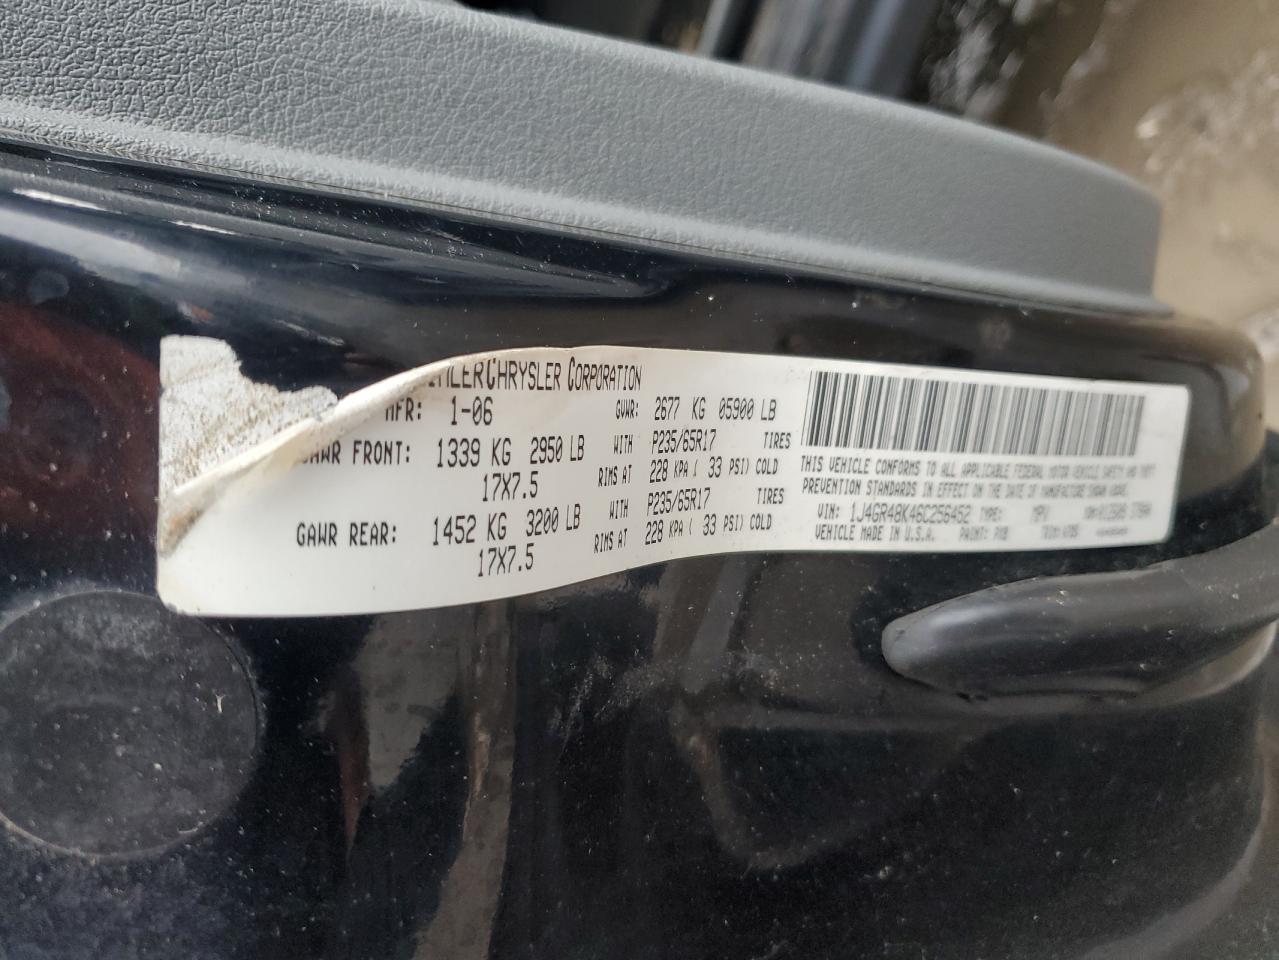 IMLERCHRYSLER CORPORATION
MFR: 1-06 GVWR: 2677 KG 05900 LB
GAWR FRONT: 1339 KG 2950 LB WITH P235/65R17 TIRES
17X7.5 RIMS AT 228 KPA ( 33 PSI) COLD
GAWR REAR: 1452 KG 3200 LB WITH P235/65R17 TIRES
17X7.5 RIMS AT 228 KPA ( 33 PSI) COLD
THIS VEHICLE CONFORMS TO ALL APPLICABLE FEDERAL MOTOR VEHICLE SAFETY AND THEFT
PREVENTION STANDARDS IN EFFECT ON THE DATE OF MANUFACTURE SHOWN ABOVE.
VIN: 1J4GR48K46C256452 TYPE: MPV
VEHICLE MADE IN U.S.A. PAINT: TRIM: